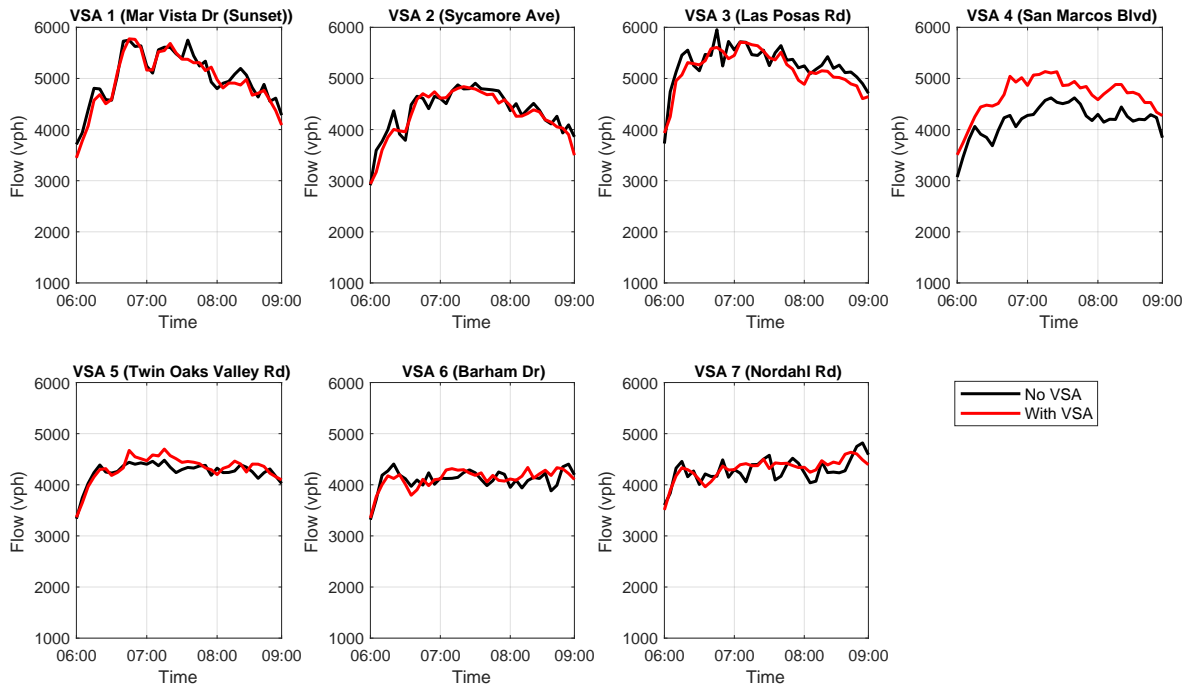 VSA 1 (Mar Vista Dr (Sunset))
6000
5000
4000
3000
2000
1000
Flow (vph)
06:00 07:00 08:00 09:00
Time
VSA 2 (Sycamore Ave)
6000
5000
4000
3000
2000
1000
Flow (vph)
06:00 07:00 08:00 09:00
Time
VSA 3 (Las Posas Rd)
6000
5000
4000
3000
2000
1000
Flow (vph)
06:00 07:00 08:00 09:00
Time
VSA 4 (San Marcos Blvd)
6000
5000
4000
3000
2000
1000
Flow (vph)
06:00 07:00 08:00 09:00
Time
VSA 5 (Twin Oaks Valley Rd)
6000
5000
4000
3000
2000
1000
Flow (vph)
06:00 07:00 08:00 09:00
Time
VSA 6 (Barham Dr)
6000
5000
4000
3000
2000
1000
Flow (vph)
06:00 07:00 08:00 09:00
Time
VSA 7 (Nordahl Rd)
6000
5000
4000
3000
2000
1000
Flow (vph)
06:00 07:00 08:00 09:00
Time
No VSA
With VSA